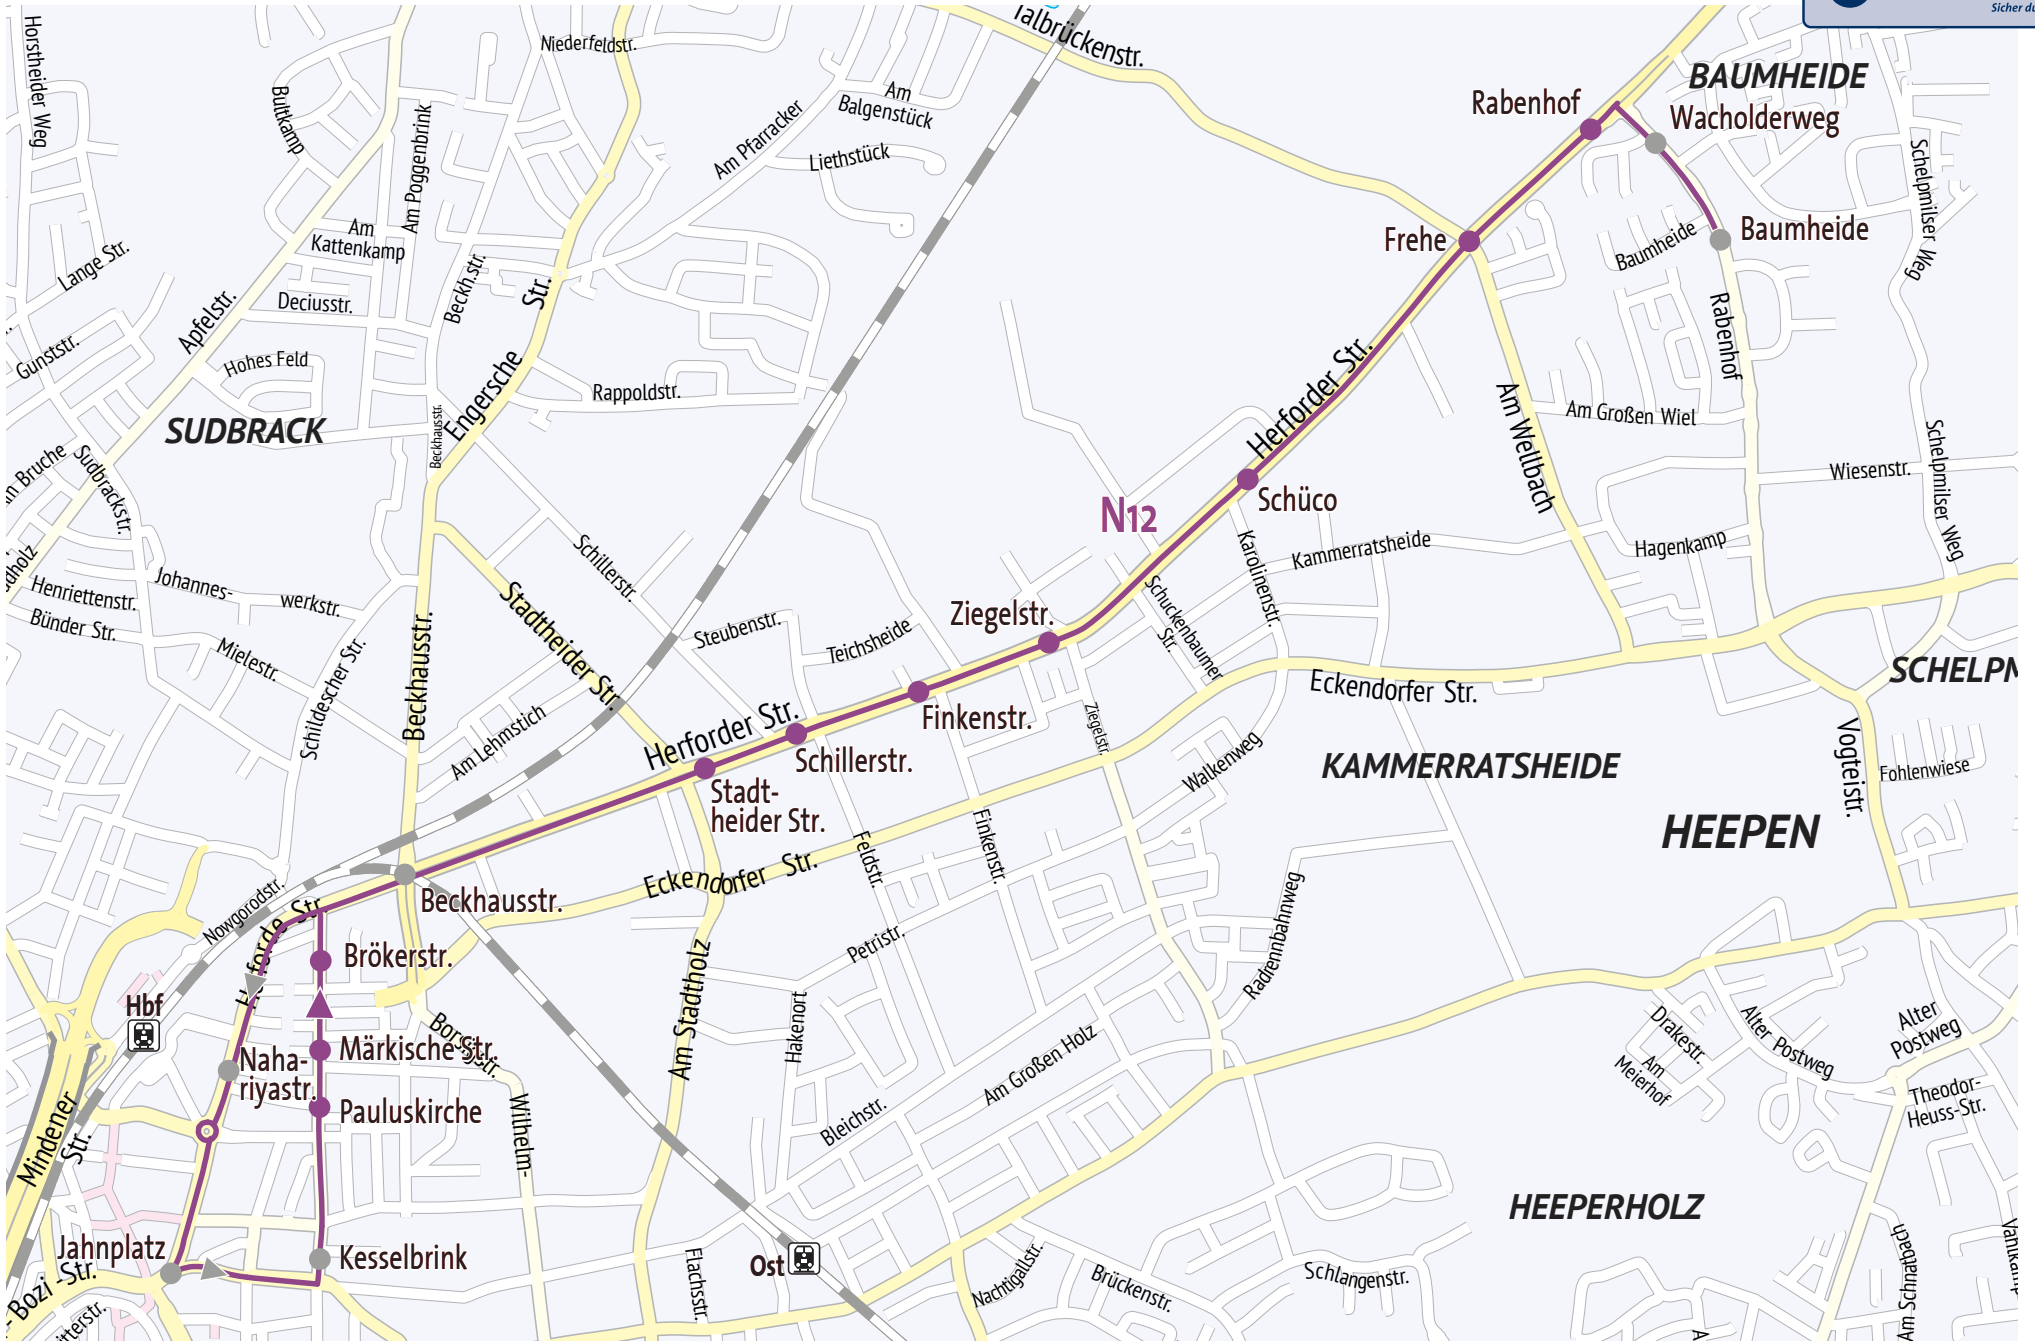 Sicher du
Talbrückenstr.
Niederfeldstr.
Horstheider Weg
Bultkamp
Am Poggenbrink
Am
Balgenstück
Am Pfarracker
Liethstück
BAUMHEIDE
Rabenhof
Wacholderweg
Schelpmilser Weg
Am
Kattenkamp
Lange Str.
Beckh.str.
Frehe
Baumheide
Baumheide
Apfelstr.
Deciusstr.
Engersche
Str.
Rabenhof
Gunststr.
Hohes Feld
Rappoldstr.
Herforder Str.
Am Wellbach
Am Großen Wiel
SUDBRACK
Beckhausstr.
Sudbrackstr.
Schelpmilser Weg
Wiesenstr.
N12
Schüco
Karolinenstr.
Kammerratsheide
Hagenkamp
Schillerstr.
Stadtheider Str.
Henriettenstr.
Johannes-
werkstr.
Bünder Str.
Mielestr.
Schildescher Str.
Beckhausstr.
Steubenstr.
Teichsheide
Ziegelstr.
Schuckenbaumer
Str.
Eckendorfer Str.
SCHELPM
Finkenstr.
Ziegelstr.
Am Lehmstich
Herforder Str.
Schillerstr.
Stadt-
heider Str.
Walkenweg
KAMMERRATSHEIDE
Vogteistr.
Fohlenwiese
HEEPEN
Feldstr.
Finkenstr.
Eckendorfer Str.
Nowgorodstr.
Beckhausstr.
Brökerstr.
Petristr.
Radiennbahnweg
Am Stadtholz
Hakenort
Hbf
Borsigstr.
Märkische Str.
Naha-
riyastr.
Pauluskirche
Wilhelm-
Mindener
Str.
Am Großen Holz
Bleichstr.
Drakestr.
Am
Meierhof
Alter Postweg
Alter
Postweg
Theodor-
Heuss-Str.
HEEPERHOLZ
Jahnplatz
Kesselbrink
Ost
Flachsstr.
Nachtigallstr.
Brückenstr.
Schlangenstr.
Bozi -Str.